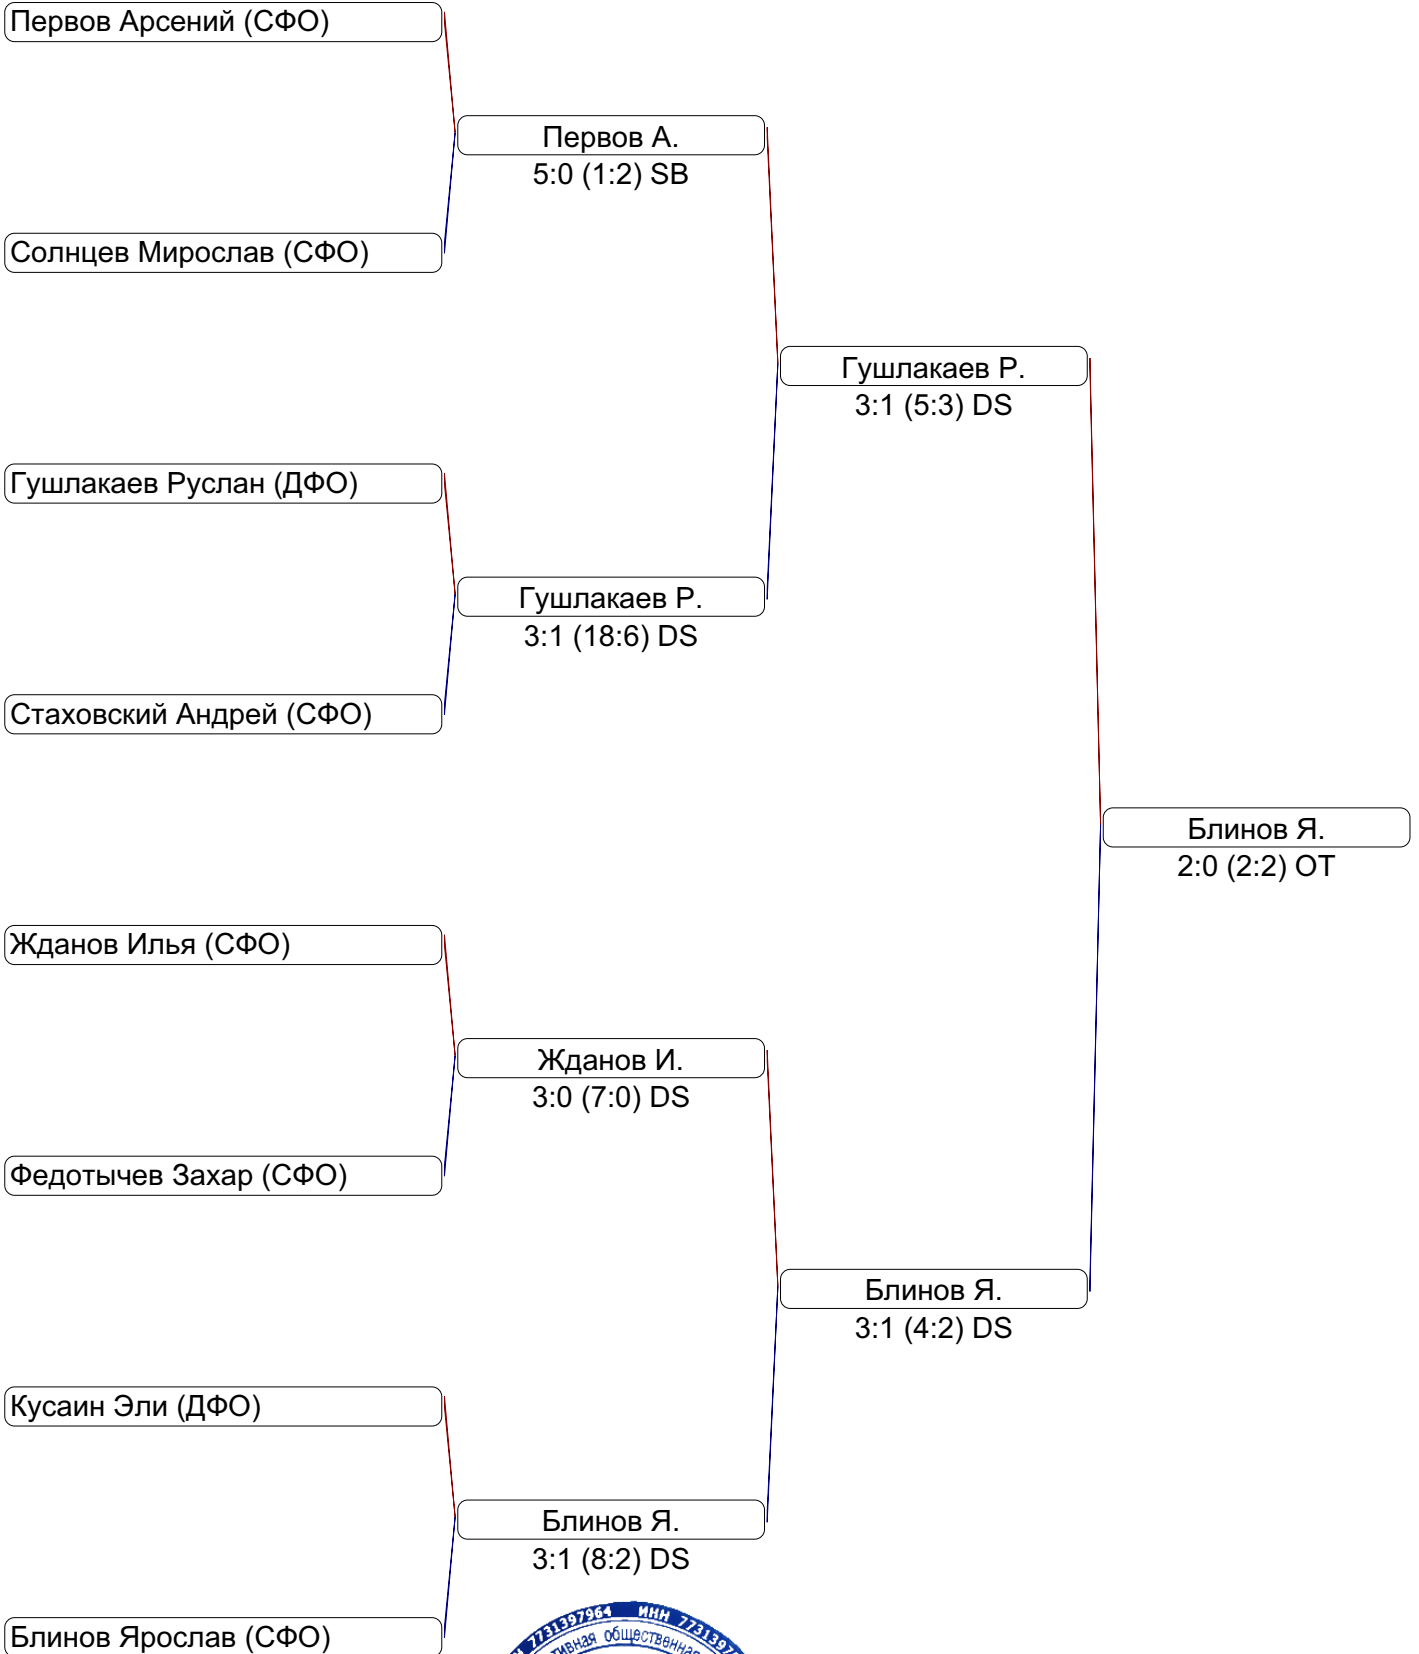 Первов Арсений (СФО)
Первов А.
5:0 (1:2) SB
Солнцев Мирослав (СФО)
Гушлакаев Р.
3:1 (5:3) DS
Гушлакаев Руслан (ДФО)
Гушлакаев Р.
3:1 (18:6) DS
Стаховский Андрей (СФО)
Блинов Я.
2:0 (2:2) OT
Жданов Илья (СФО)
Жданов И.
3:0 (7:0) DS
Федотычев Захар (СФО)
Блинов Я.
3:1 (4:2) DS
Кусаин Эли (ДФО)
Блинов Я.
3:1 (8:2) DS
Блинов Ярослав (СФО)
7731397964 ИНН
общественная